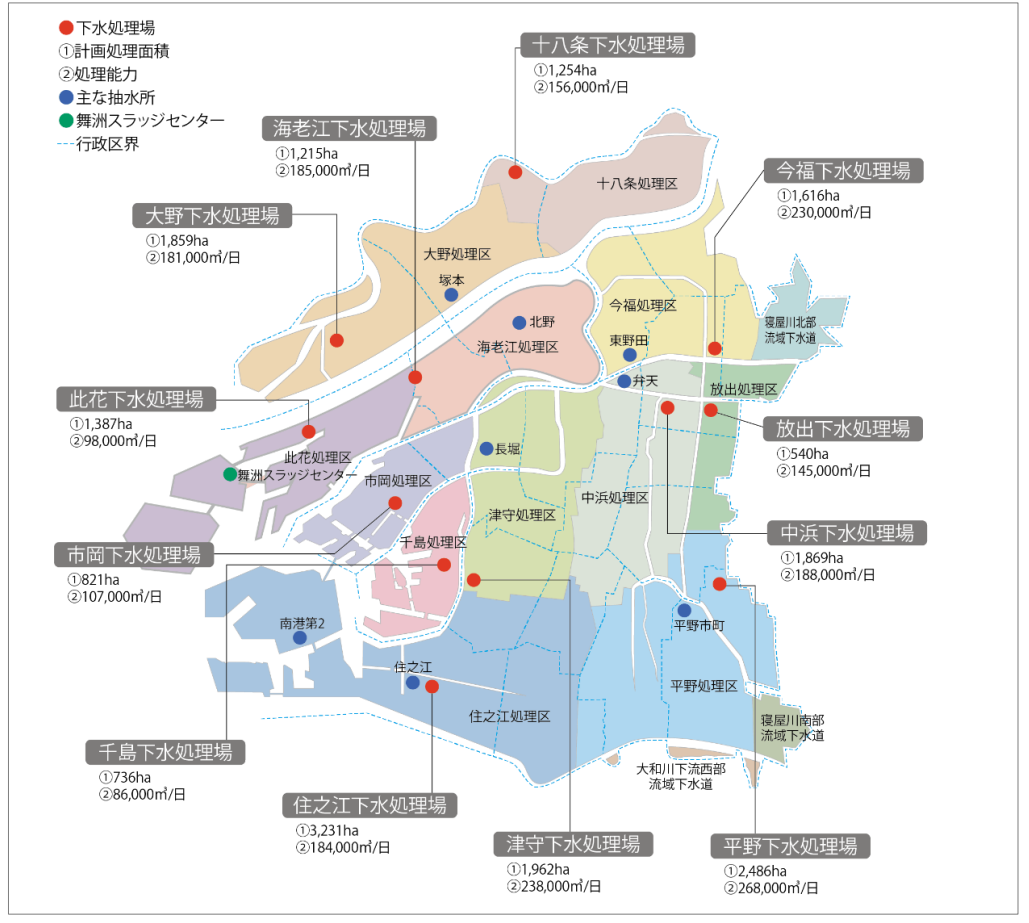 下水処理場
①計画処理面積
②処理能力
主な抽水所
舞洲スラッジセンター
行政区界
十八条下水処理場
①1,254ha
②156,000㎥/日
海老江下水処理場
①1,215ha
②185,000㎥/日
今福下水処理場
①1,616ha
②230,000㎥/日
大野下水処理場
①1,859ha
②181,000㎥/日
十八条処理区
大野処理区
塚本
今福処理区
北野
東野田
海老江処理区
寝屋川北部
流域下水道
弁天
放出処理区
此花下水処理場
①1,387ha
②98,000㎥/日
放出下水処理場
①540ha
②145,000㎥/日
此花処理区
舞洲スラッジセンター
市岡処理区
長堀
中浜処理区
津守処理区
千島処理区
中浜下水処理場
①1,869ha
②188,000㎥/日
市岡下水処理場
①821ha
②107,000㎥/日
南港第2
平野市町
住之江
住之江処理区
平野処理区
寝屋川南部
流域下水道
大和川下流西部
流域下水道
千島下水処理場
①736ha
②86,000㎥/日
住之江下水処理場
①3,231ha
②184,000㎥/日
津守下水処理場
①1,962ha
②238,000㎥/日
平野下水処理場
①2,486ha
②268,000㎥/日